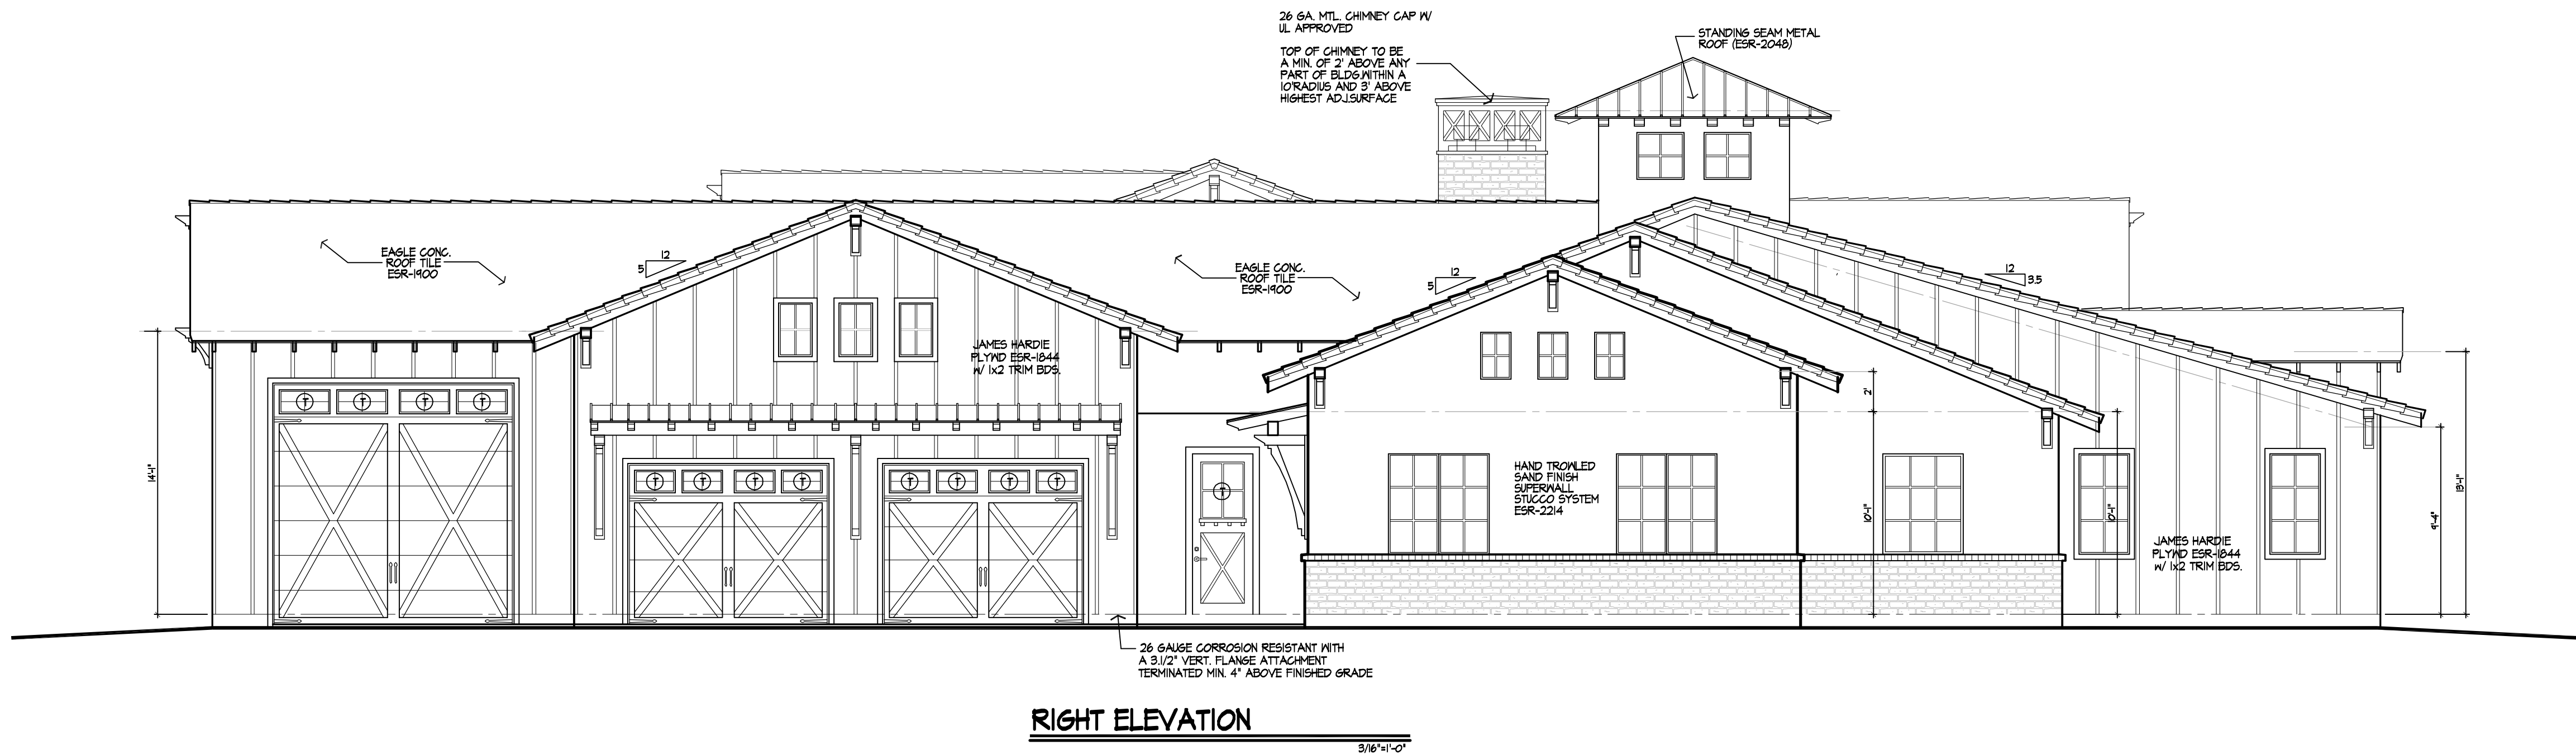 26 GA. MTL. CHIMNEY CAP W/
UL APPROVED
TOP OF CHIMNEY TO BE
A MIN. OF 2' ABOVE ANY
PART OF BLDG.WITHIN A
10'RADIUS AND 3' ABOVE
HIGHEST ADJ.SURFACE
STANDING SEAM METAL
ROOF (ESR-2048)
EAGLE CONC.
ROOF TILE
ESR-1900
12
5
EAGLE CONC.
ROOF TILE
ESR-1900
12
5
12
3.5
JAMES HARDIE
PLYWD ESR-1844
W/ 1x2 TRIM BDS.
T
T
T
T
T
T
T
T
T
T
T
T
T
HAND TROWLED
SAND FINISH
SUPERWALL
STUCCO SYSTEM
ESR-2214
JAMES HARDIE
PLYWD ESR-1844
W/ 1x2 TRIM BDS.
14'-1"
2'
10'-1"
10'-1"
9'-4"
13'-1"
26 GAUGE CORROSION RESISTANT WITH
A 3.1/2" VERT. FLANGE ATTACHMENT
TERMINATED MIN. 4" ABOVE FINISHED GRADE
RIGHT ELEVATION
3/16"=1'-0"